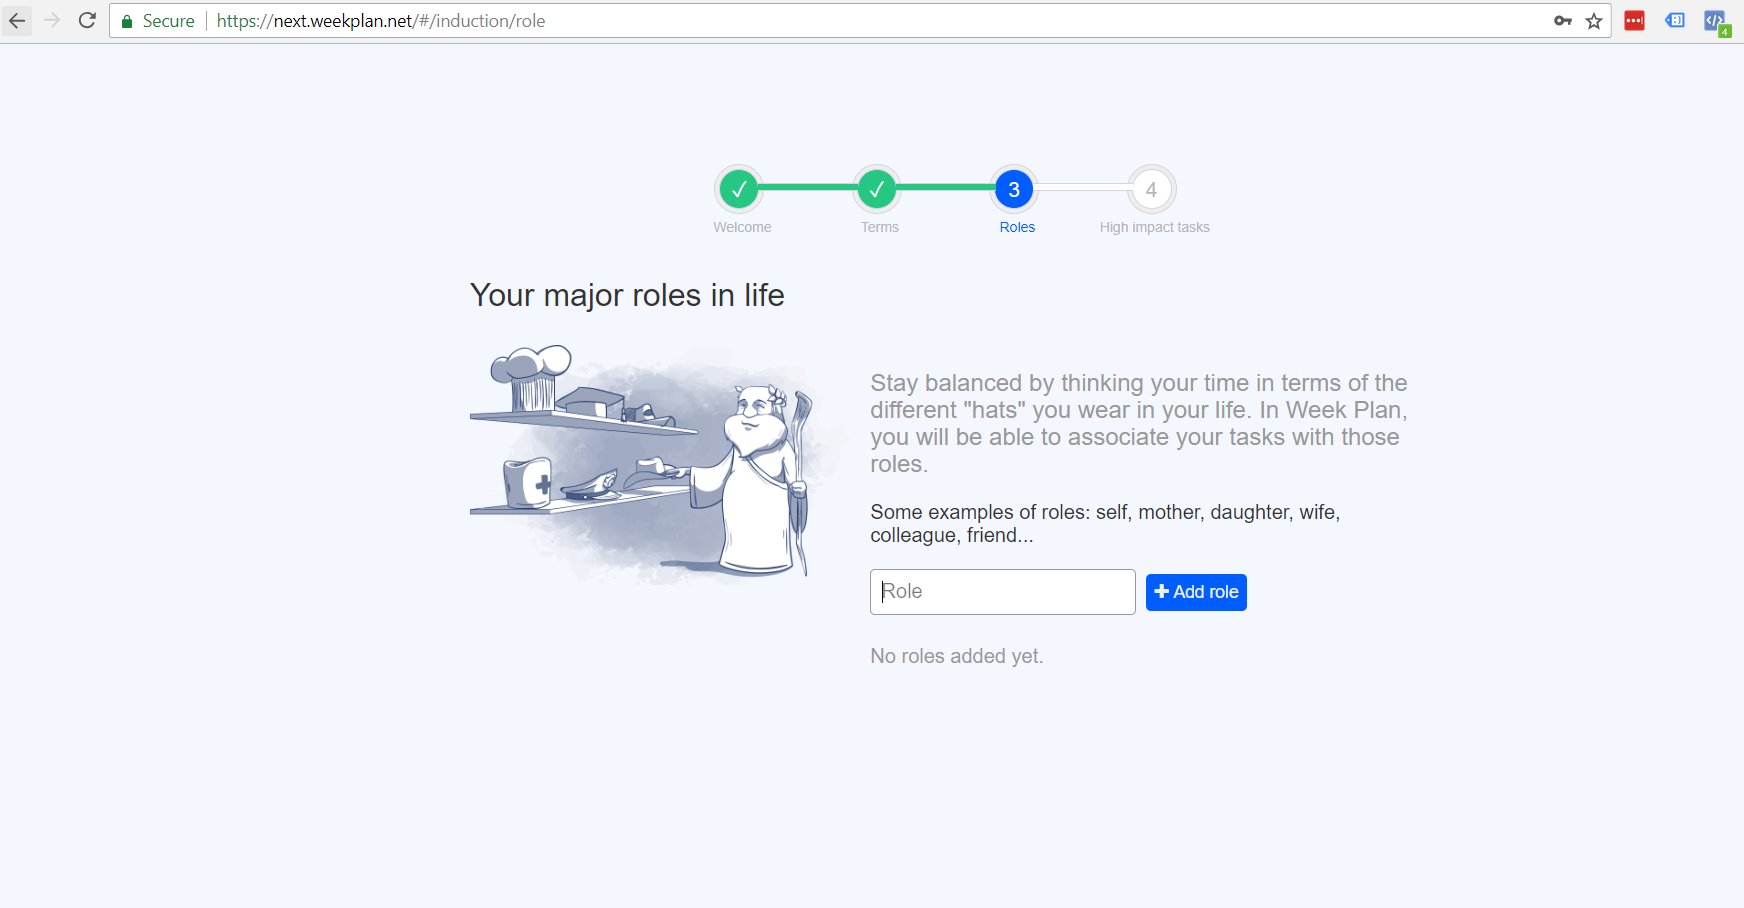 Secure https://next.weekplan.net/#/induction/role
4
3 4
Welcome Terms Roles High impact tasks
Your major roles in life
Stay balanced by thinking your time in terms of the
different "hats" you wear in your life. In Week Plan,
you will be able to associate your tasks with those
roles.
Some examples of roles: self, mother, daughter, wife,
colleague, friend...
Role Add role
No roles added yet.